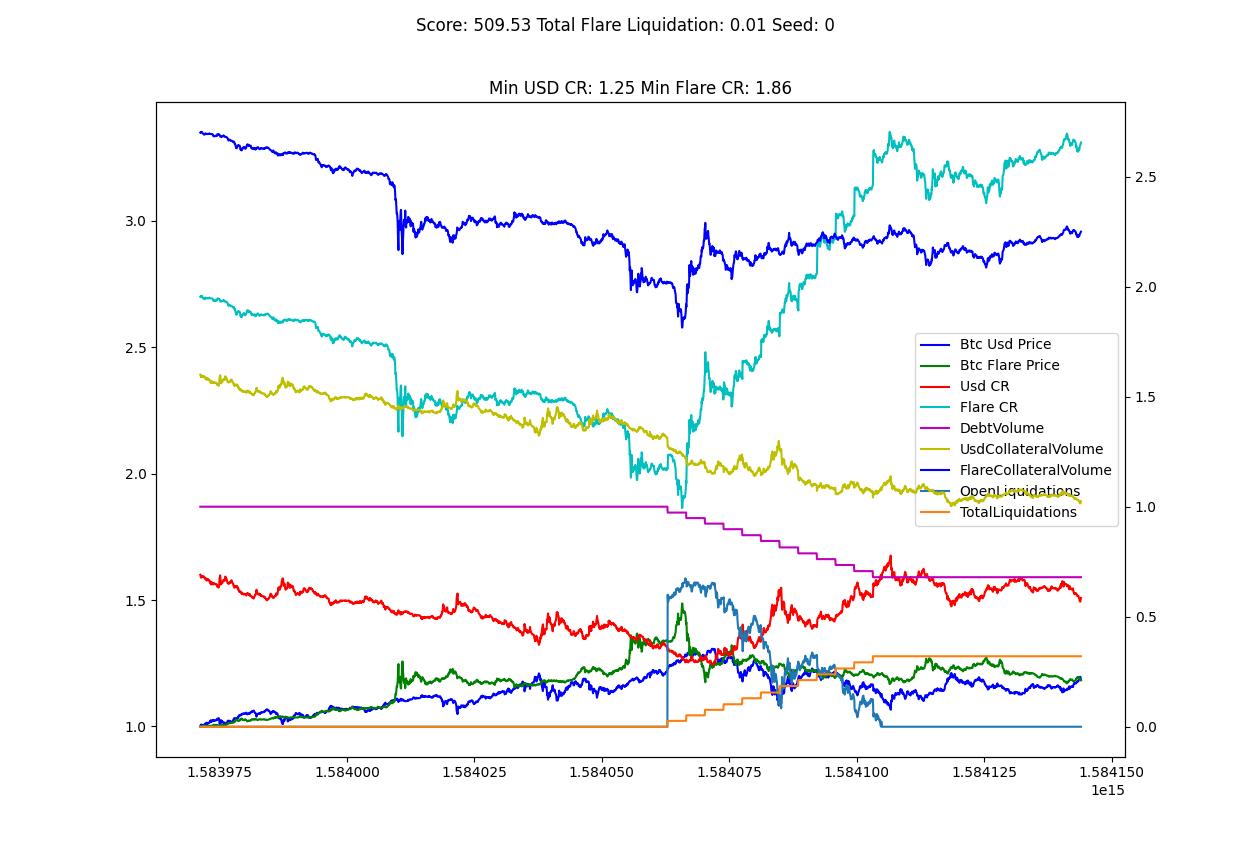 Score: 509.53 Total Flare Liquidation: 0.01 Seed: 0
Min USD CR: 1.25 Min Flare CR: 1.86
3.0
2.5
2.0
1.5
1.0
2.5
2.0
1.5
1.0
0.5
0.0
Btc Usd Price
Btc Flare Price
Usd CR
Flare CR
DebtVolume
UsdCollateralVolume
FlareCollateralVolume
OpenLiquidations
TotalLiquidations
1.583975 1.584000 1.584025 1.584050 1.584075 1.584100 1.584125 1.584150
1e15